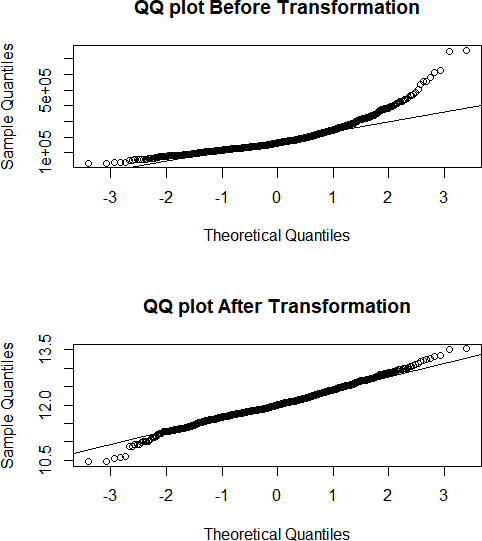 QQ plot Before Transformation
Sample Quantiles
5e+05
1e+05
-3 -2 -1 0 1 2 3
Theoretical Quantiles
QQ plot After Transformation
Sample Quantiles
13.5
12.0
10.5
-3 -2 -1 0 1 2 3
Theoretical Quantiles